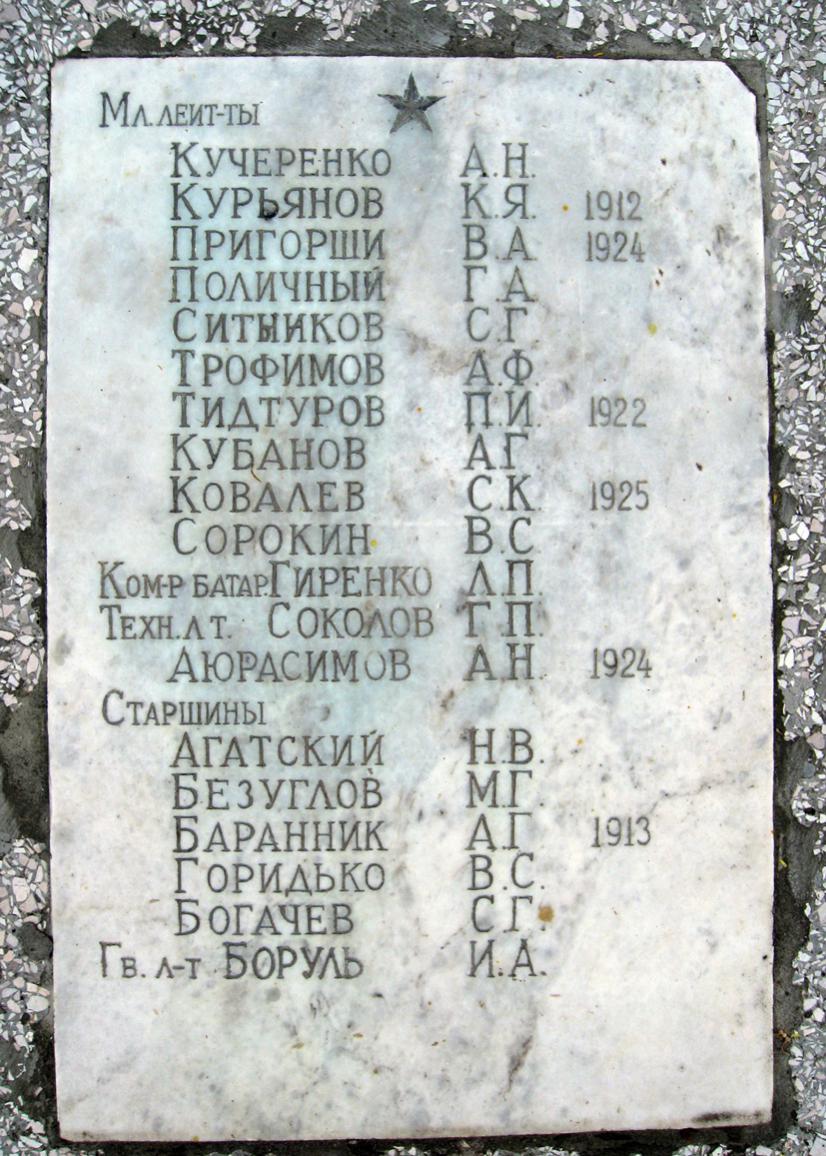 Мл. леит-ты
Кучеренко А.Н.
Курьянов К.Я. 1912
Пригорши В.А. 1924
Поличный Г.А.
Ситников С.Г.
Трофимов А.Ф.
Тидтуров П.И. 1922
Кубанов А.Г.
Ковалев С.К. 1925
Сорокин В.С.
Ком-р батар. Гиренко Л.П.
Техн. л т. Соколов Г.П.
Аюрасимов А.Н. 1924
Старшины
Агатский Н.В.
Безуглов М.Г.
Баранник А.Г. 1913
Горидько В.С.
Богачев С.Г.
Гв. л-т Боруль И.А.